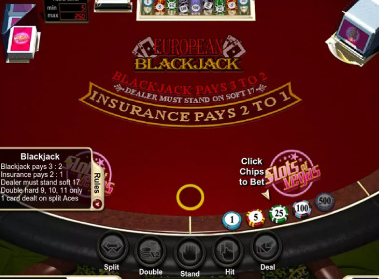 min 5
max 250
EUROPEAN
BLACKJACK
BLACKJACK PAYS 3 TO 2
DEALER MUST STAND ON SOFT 17
INSURANCE PAYS 2 TO 1
Blackjack
Blackjack pays 3 : 2
Insurance pays 2 : 1
Dealer must stand soft 17
Double hard 9, 10, 11 only
1 card dealt on split Aces
Rules
Click
Chips
to Bet
Slots of
Vegas
1
5
25
100
500
Split
Double
Stand
Hit
Deal